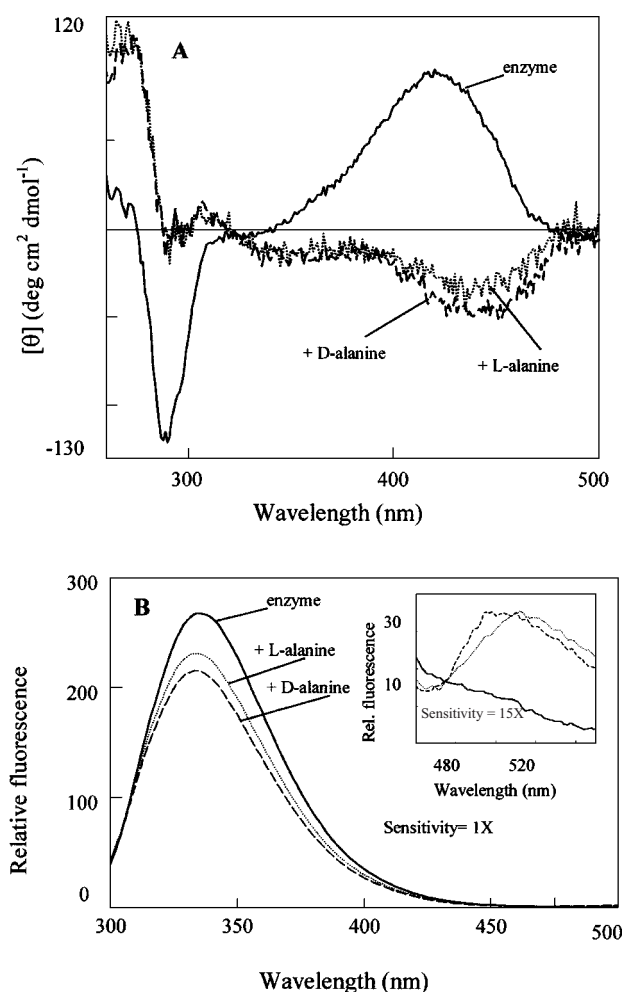 120
A
enzyme
[θ] (deg cm² dmol⁻¹)
+ D-alanine
+ L-alanine
-130
300
400
500
Wavelength (nm)
300
B
enzyme
+ L-alanine
+ D-alanine
200
100
0
Relative fluorescence
30
10
Rel. fluorescence
Sensitivity = 15X
480
520
Wavelength (nm)
Sensitivity= 1X
300
350
400
450
500
Wavelength (nm)